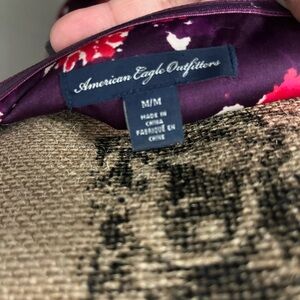 American Eagle Outfitters
M/M
MADE IN
CHINA
FABRIQUÉ EN
CHINE